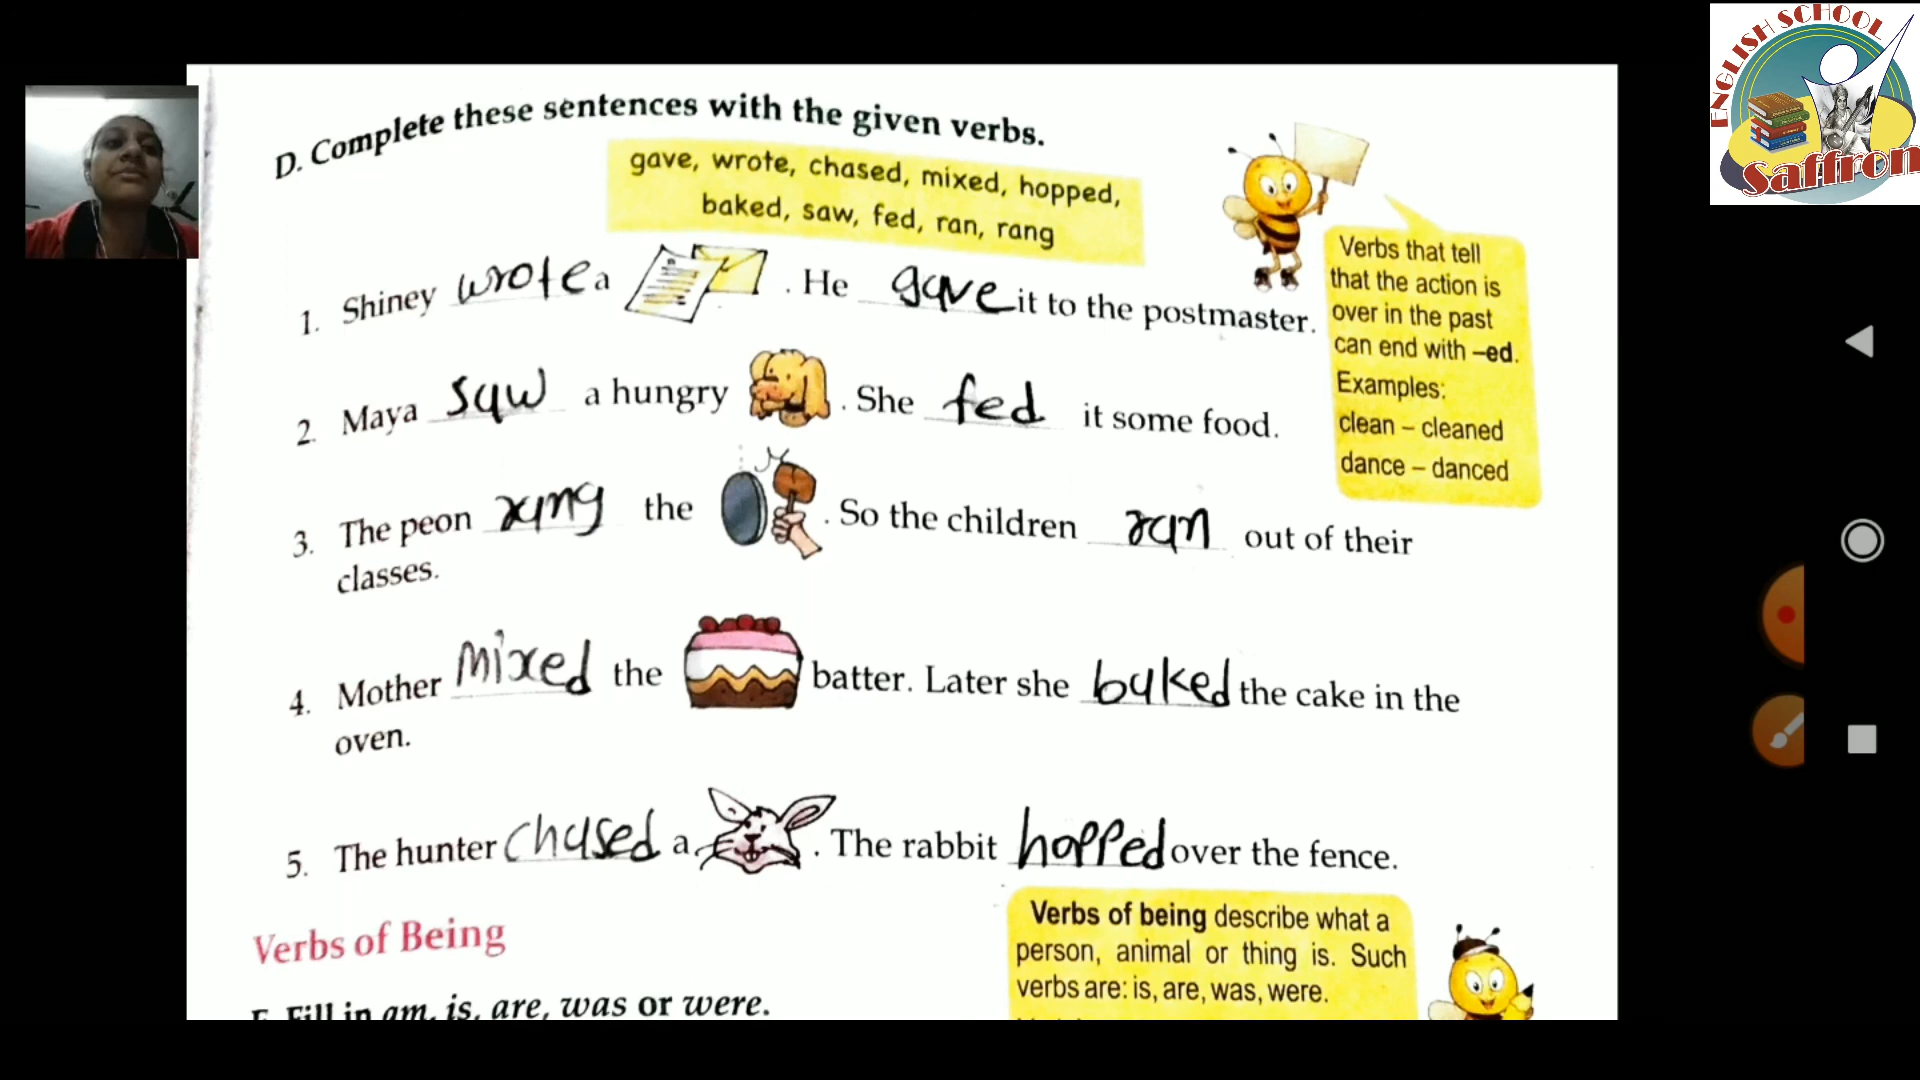 ENGLISH SCHOOL
Saffron
D. Complete these sentences with the given verbs.
gave, wrote, chased, mixed, hopped,
baked, saw, fed, ran, rang
Verbs that tell
that the action is
over in the past
can end with –ed.
Examples:
clean – cleaned
dance – danced
1. Shiney wrote a . He gave it to the postmaster.
2. Maya saw a hungry . She fed it some food.
3. The peon rang the . So the children ran out of their
classes.
4. Mother mixed the batter. Later she baked the cake in the
oven.
5. The hunter chased a . The rabbit hopped over the fence.
Verbs of Being
Verbs of being describe what a
person, animal or thing is. Such
verbs are: is, are, was, were.
Fill in am, is, are, was or were.